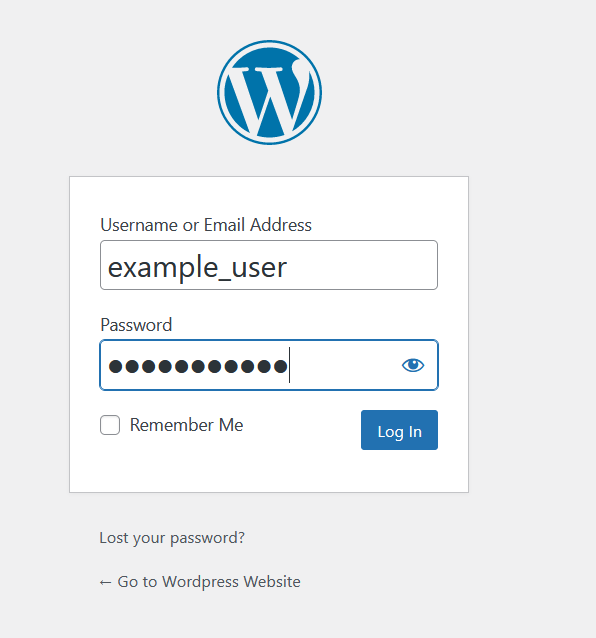 Username or Email Address
example_user
Password
●●●●●●●●●●●
Remember Me
Log In
Lost your password?
← Go to Wordpress Website